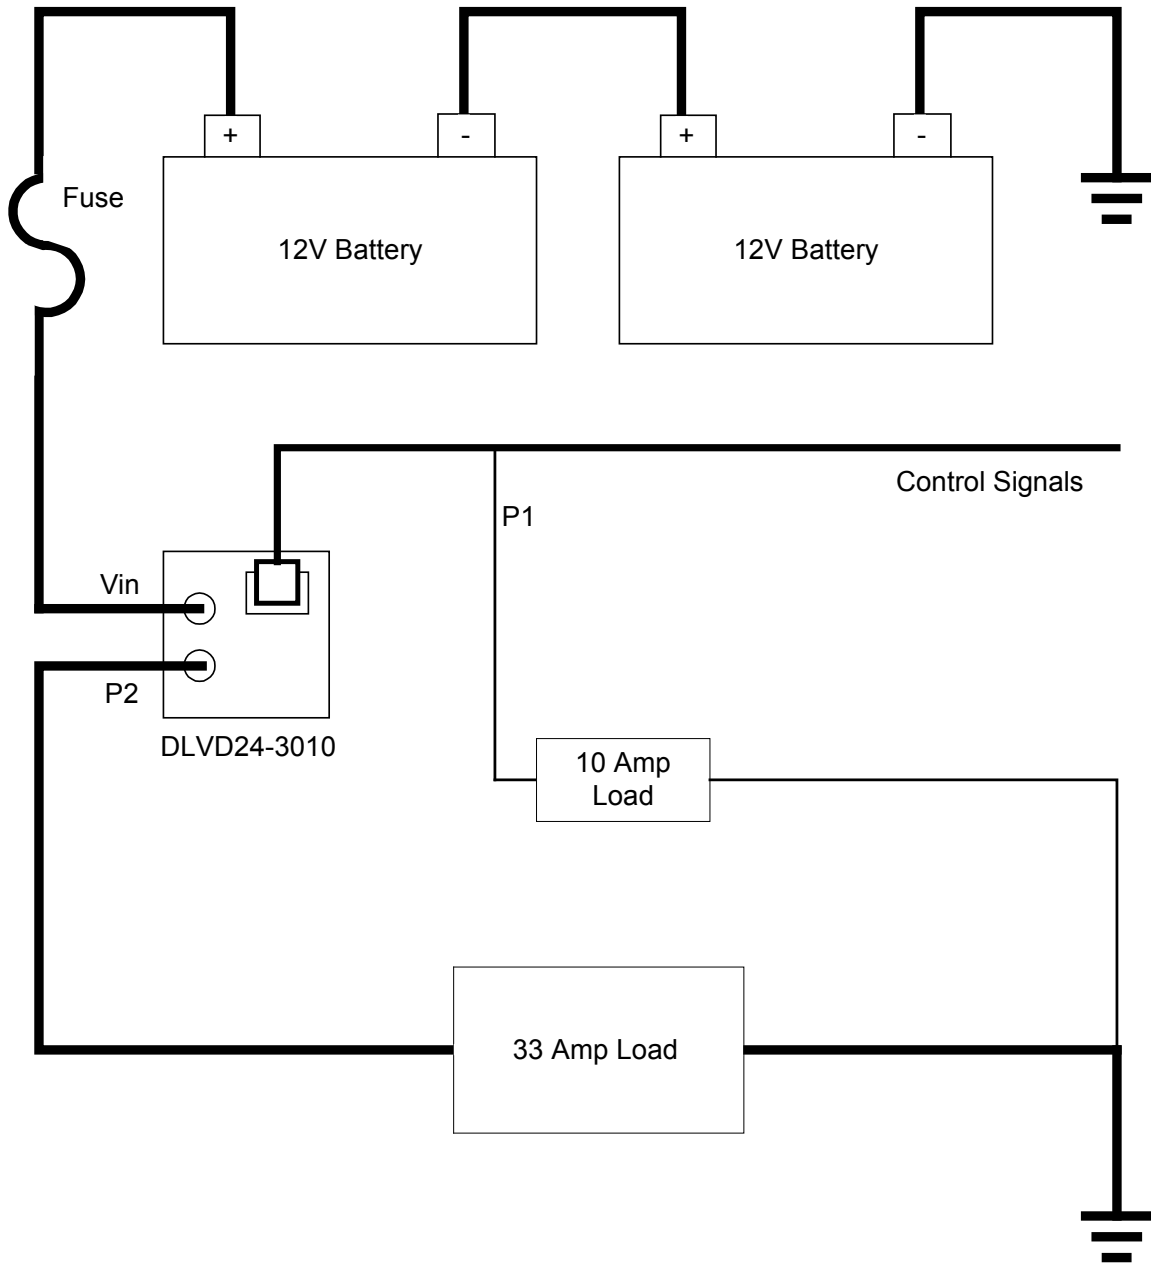 +
-
+
-
Fuse
12V Battery
12V Battery
Control Signals
P1
Vin
P2
DLVD24-3010
10 Amp
Load
33 Amp Load